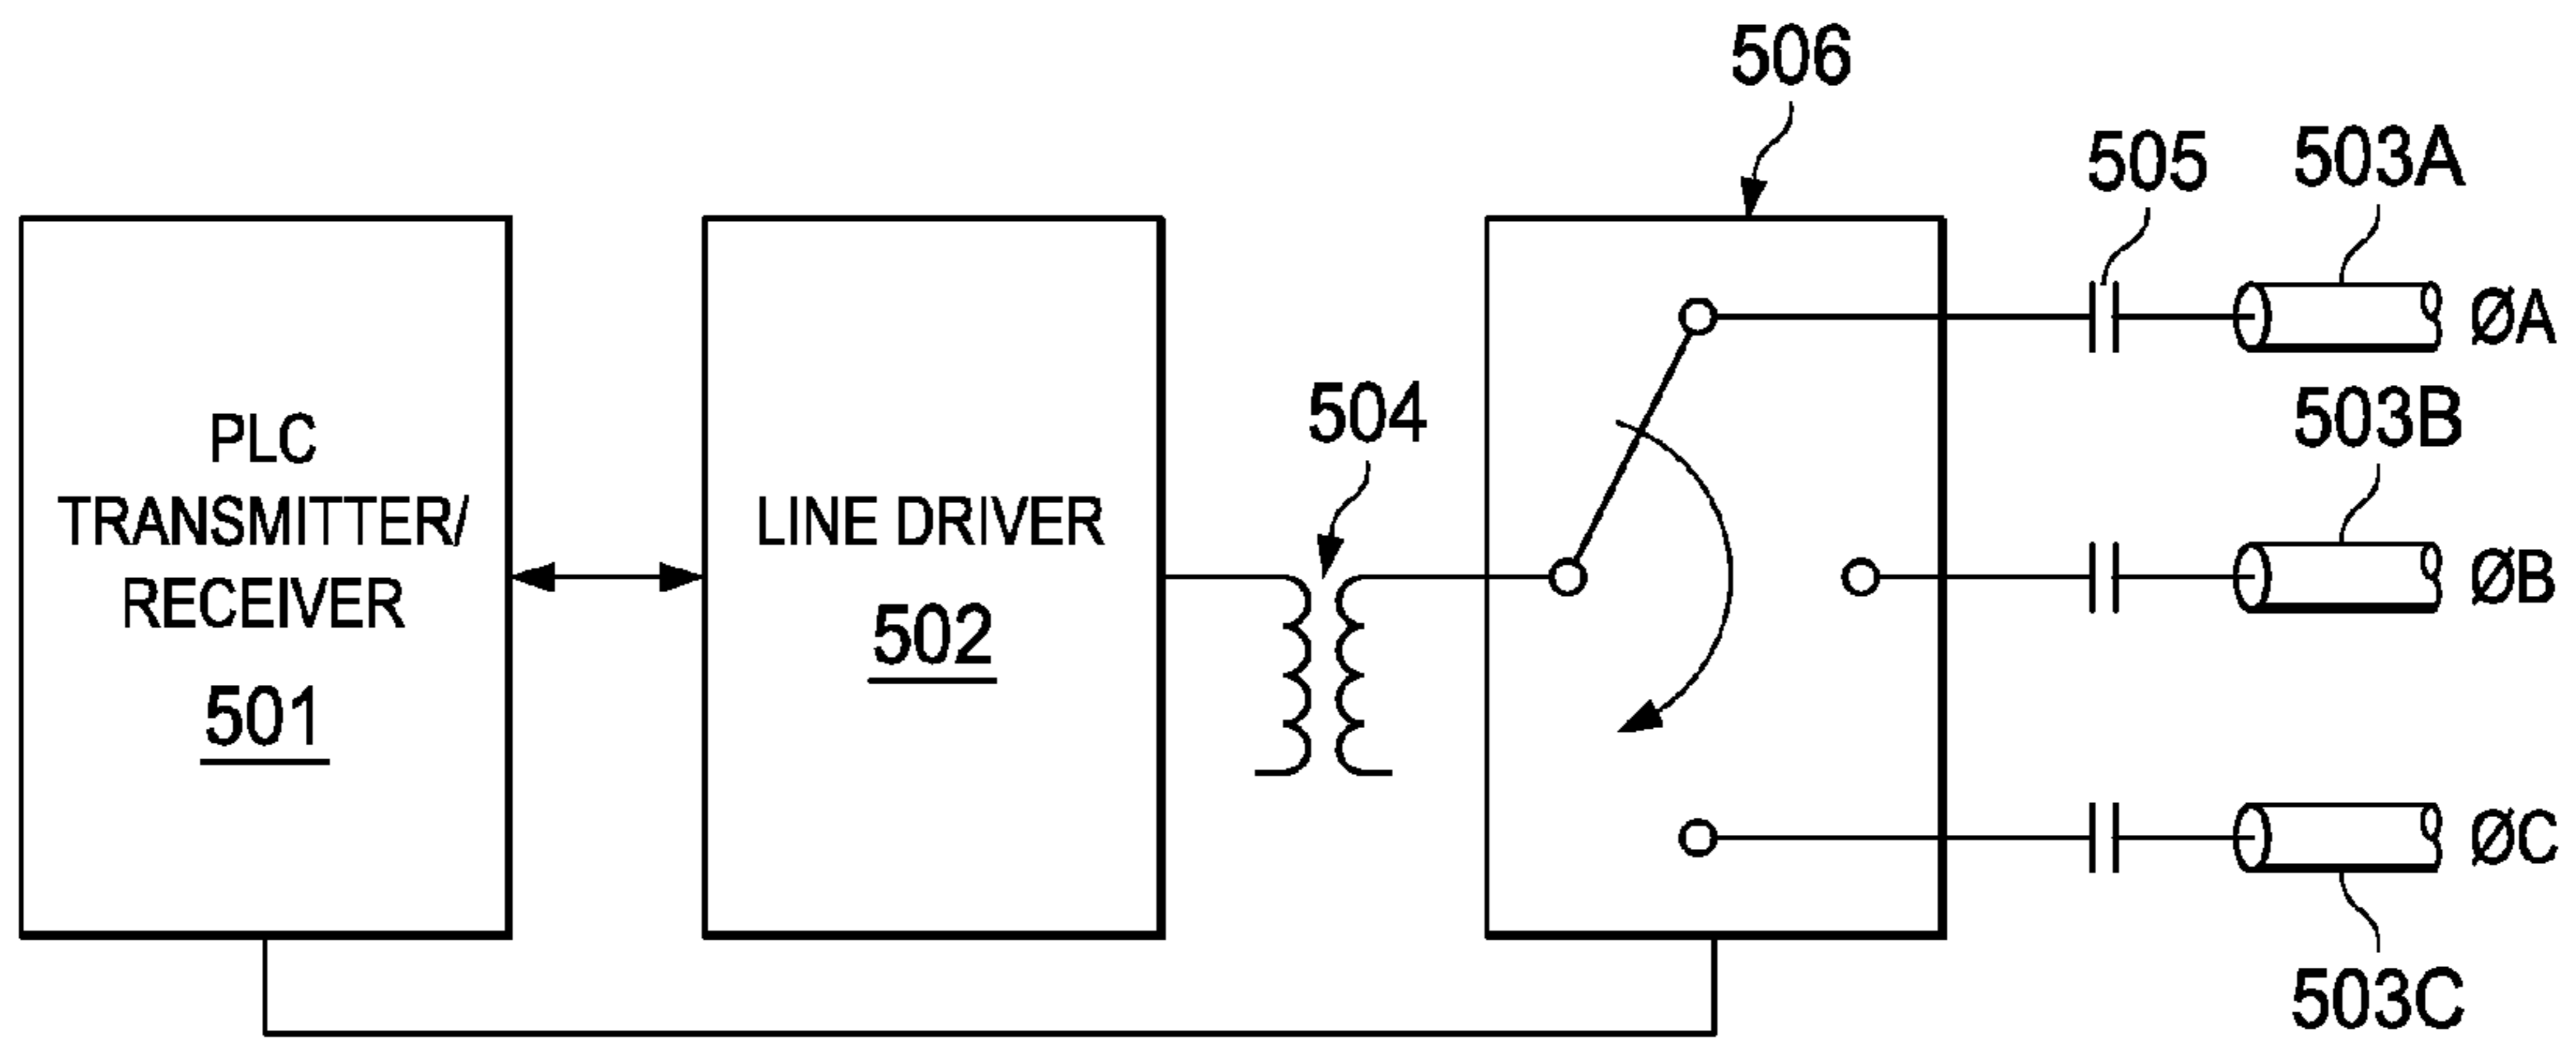 506
505
503A
ØA
503B
504
PLC
TRANSMITTER/
RECEIVER
501
LINE DRIVER
502
ØB
ØC
503C